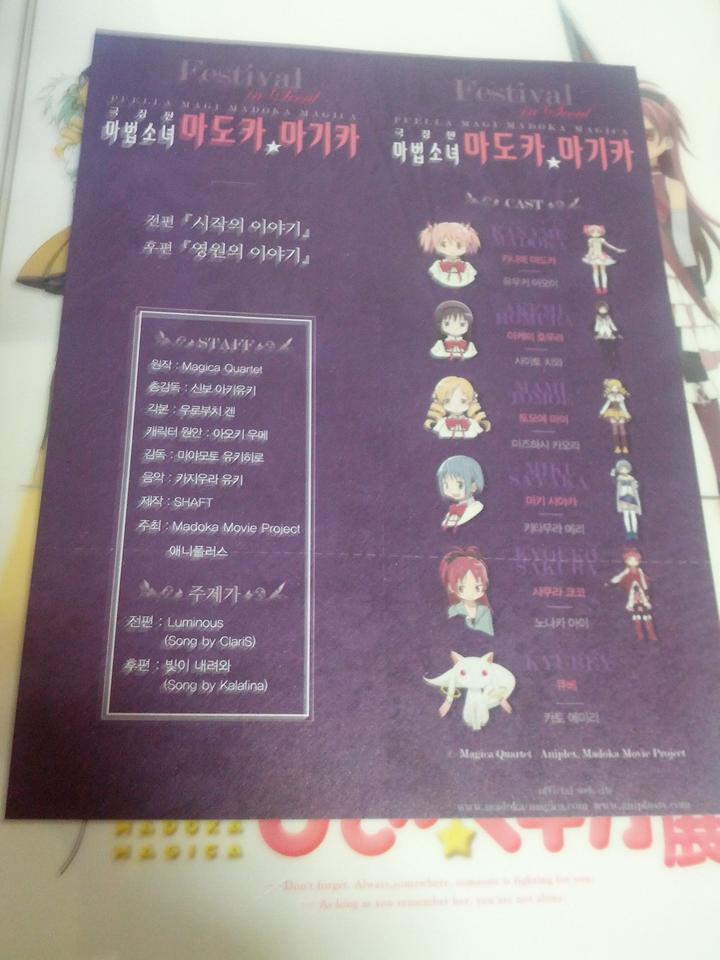 Festival
in Seoul
PUELLA MAGI MADOKA MAGICA
극 장 판
마법소녀 마도카★마기카
전편 『시작의 이야기』
후편 『영원의 이야기』
STAFF
원작 : Magica Quartet
총감독 : 신보 아키유키
각본 : 우로부치 겐
캐릭터 원안 : 아오키 우메
감독 : 미야모토 유키히로
음악 : 카지우라 유키
제작 : SHAFT
주최 : Madoka Movie Project
애니플러스
주제가
전편 : Luminous
(Song by ClariS)
후편 : 빛이 내려와
(Song by Kalafina)
Festival
in Seoul
PUELLA MAGI MADOKA MAGICA
극 장 판
마법소녀 마도카★마기카
CAST
KANAME
MADOKA
카나메 마도카
유우키 아오이
AKEMI
HOMURA
아케미 호무라
사이토 치와
MAMI
TOMOE
토모에 마미
미즈하시 카오리
MIKI
SAYAKA
미키 사야카
키타무라 에리
KYOUKO
SAKURA
사쿠라 쿄코
노나카 아이
KYUBEY
큐베
카토 에미리
© Magica Quartet / Aniplex, Madoka Movie Project
official web site
www.madoka-magica.com www.aniplustv.com
MADOKA
MAGICA
展
Don't forget. Always, somewhere, someone is fighting for you.
As long as you remember her, you are not alone.